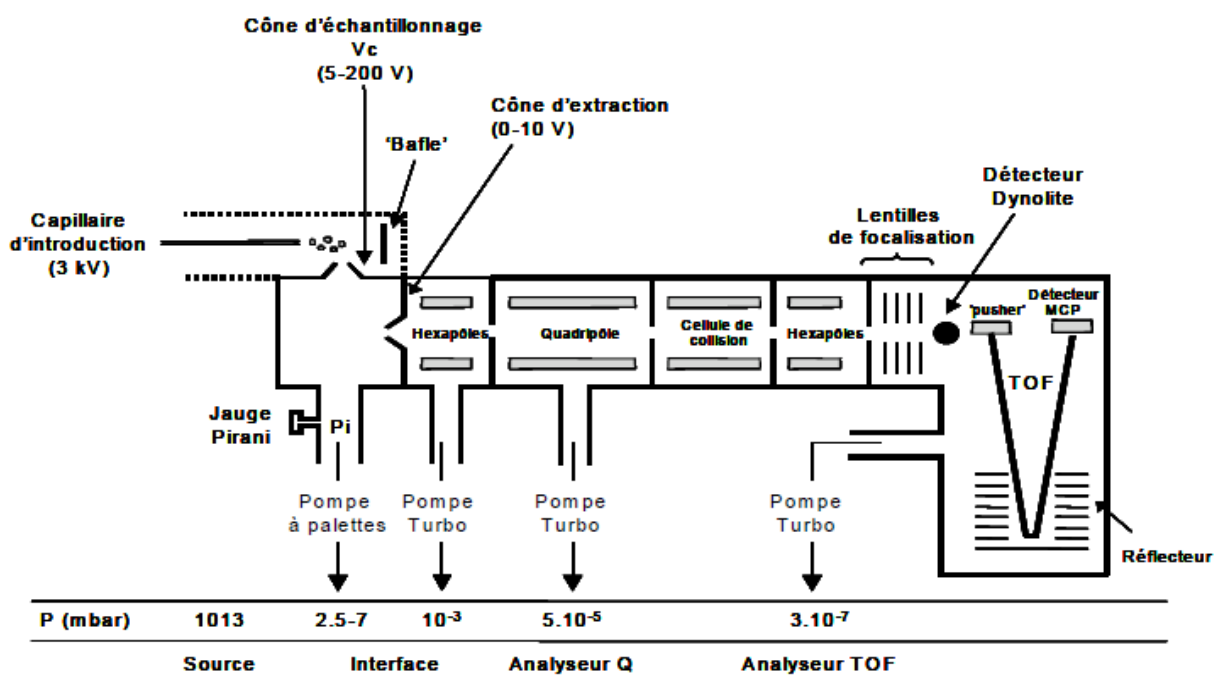 Cône d'échantillonnage
Vc
(5-200 V)
Cône d'extraction
(0-10 V)
'Bafle'
Détecteur
Dynolite
Capillaire
d'introduction
(3 kV)
Lentilles
de focalisation
Hexapôles
Quadripôle
Cellule de
collision
Hexapôles
'pusher'
Détecteur
MCP
TOF
Jauge
Pirani
Pi
Pompe
à palettes
Pompe
Turbo
Pompe
Turbo
Pompe
Turbo
Réflecteur
P (mbar) 1013 2.5-7 10⁻³ 5.10⁻⁵ 3.10⁻⁷
Source Interface Analyseur Q Analyseur TOF